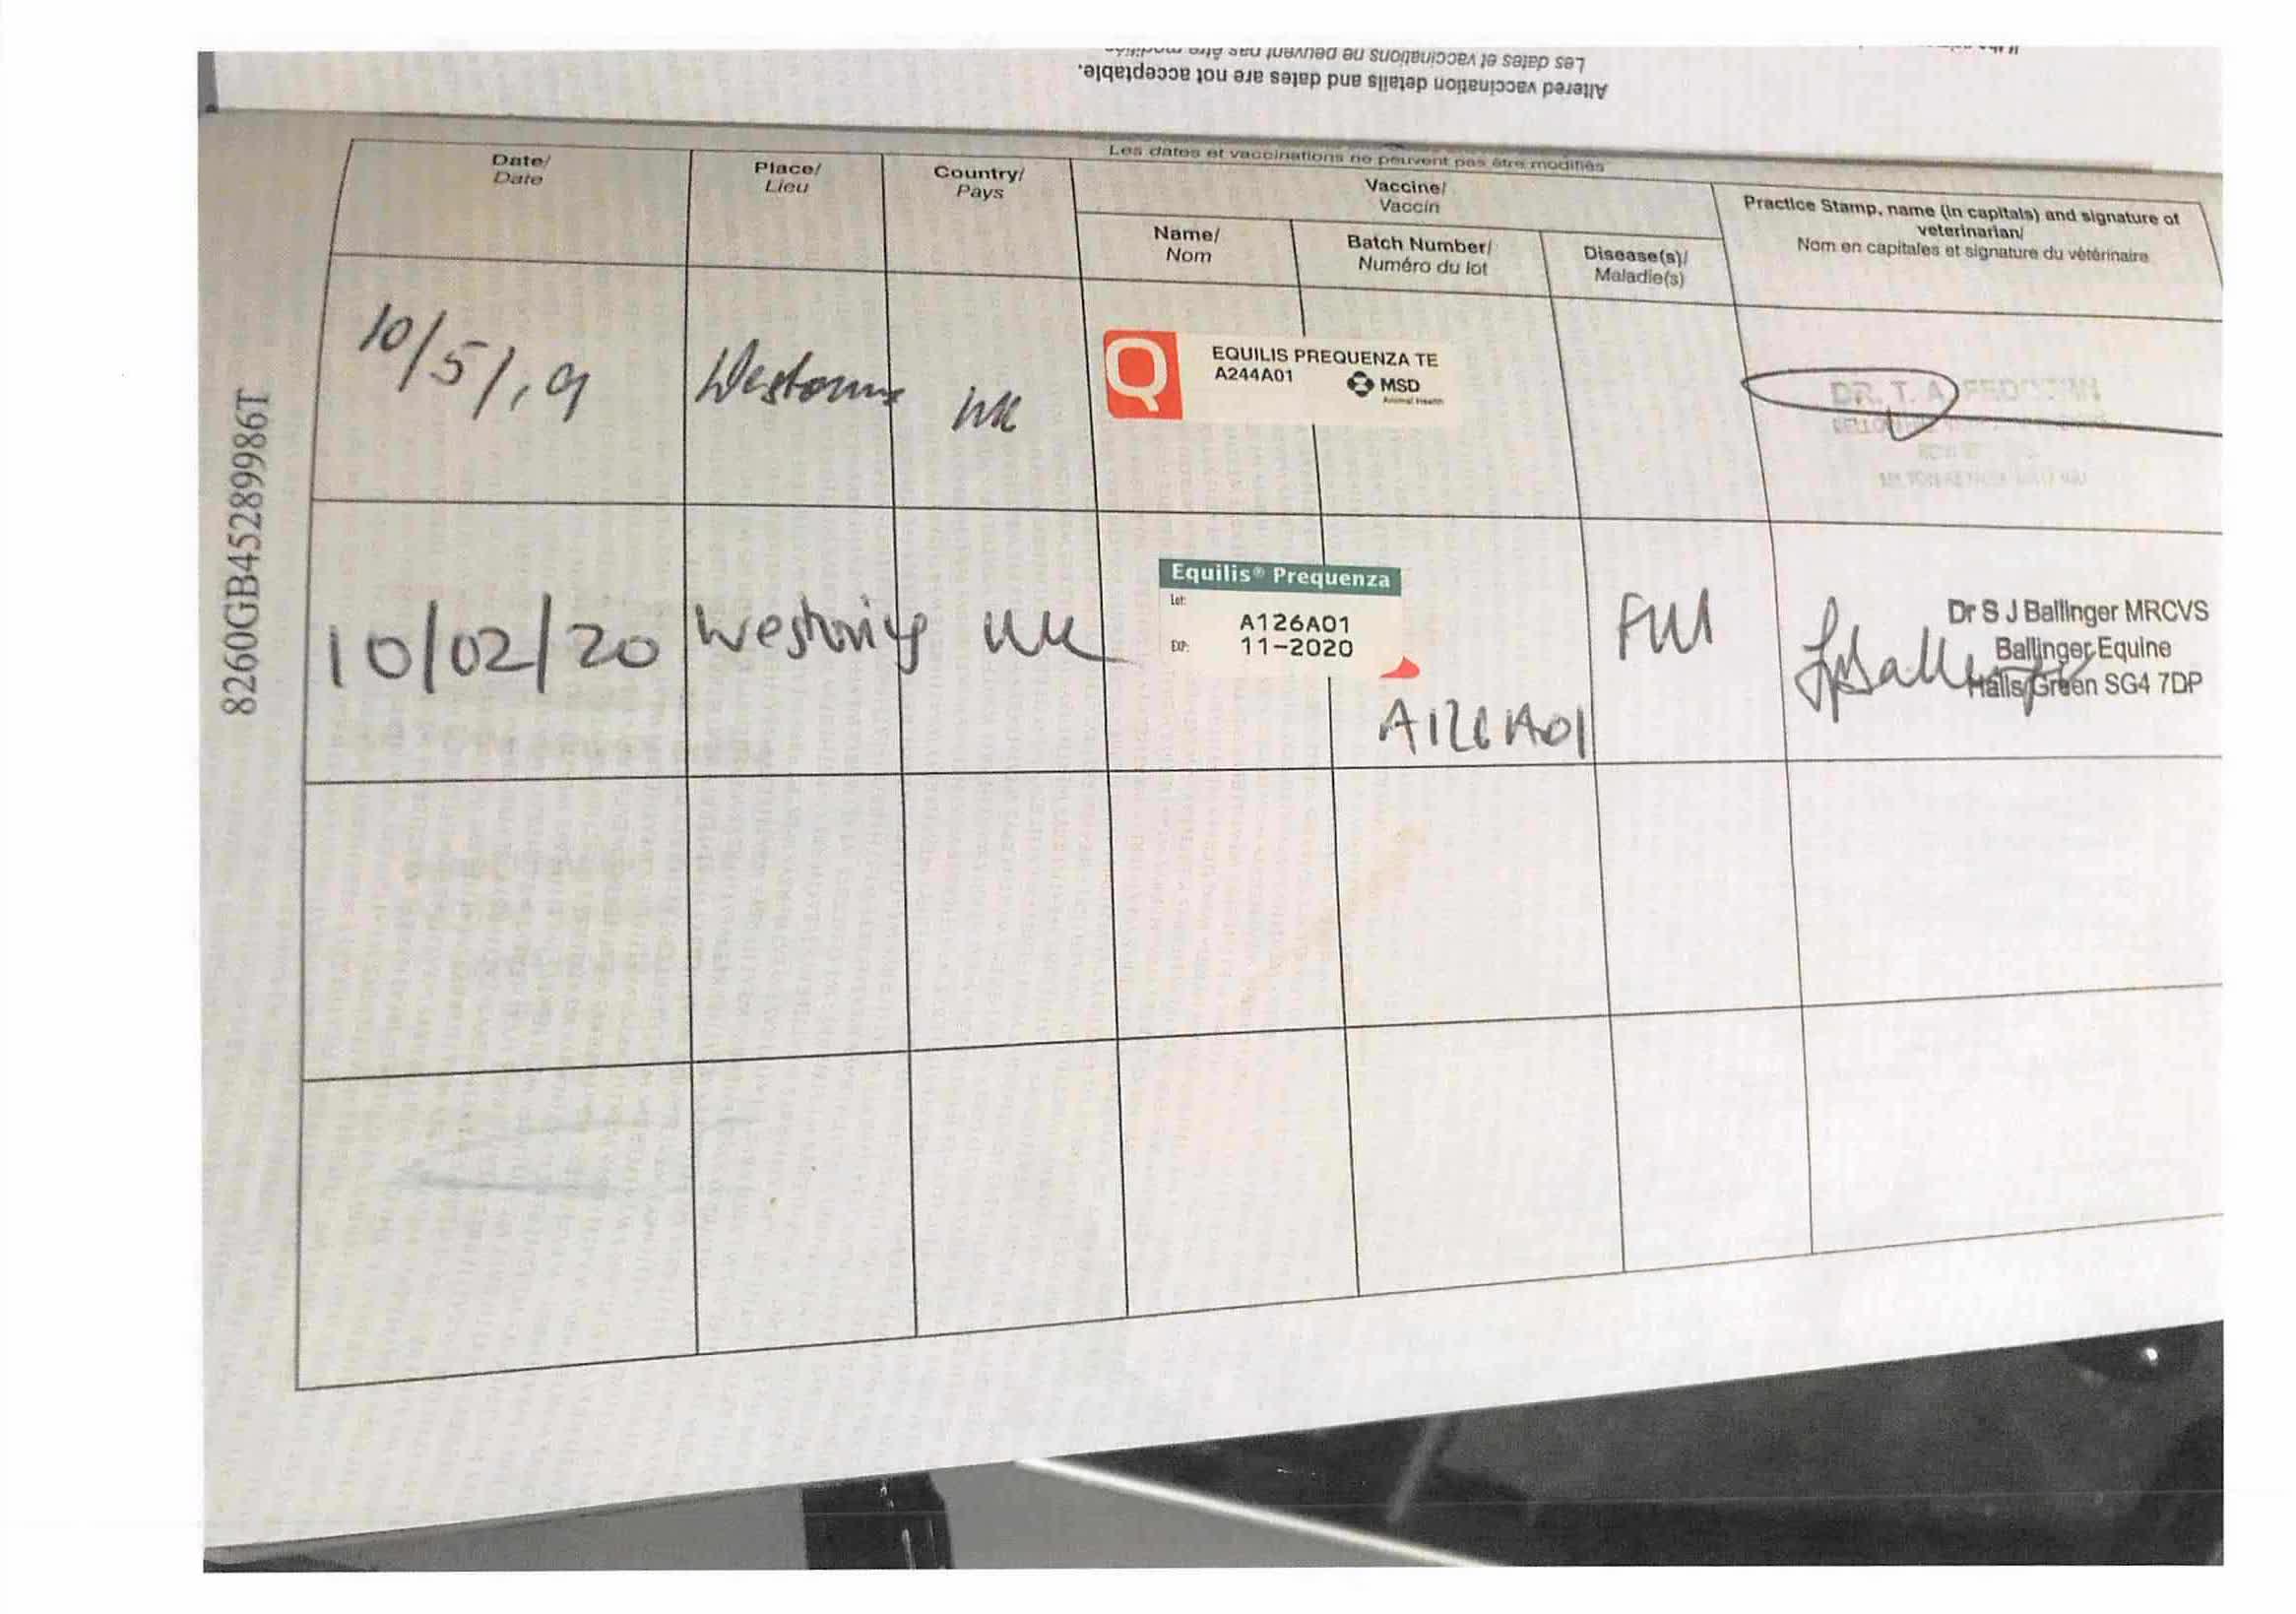 Les dates et vaccinations ne peuvent pas être modifiés
Altered vaccination details and dates are not acceptable.
Les dates et vaccinations ne peuvent pas être modifiés
Date/
Date
Place/
Lieu
Country/
Pays
Vaccine/
Vaccin
Name/
Nom
Batch Number/
Numéro du lot
Disease(s)/
Maladie(s)
Practice Stamp, name (in capitals) and signature of
veterinarian/
Nom en capitales et signature du vétérinaire
10/5/19
UK
Q
EQUILIS PREQUENZA TE
A244A01
MSD
Animal Health
DR. T. A
10/02/20
Westoning
UK
Equilis® Prequenza
Lot:
A126A01
EXP:
11-2020
A126A01
FLU
Dr S J Ballinger MRCVS
Ballinger Equine
Halls Green SG4 7DP
8260GB45289986T